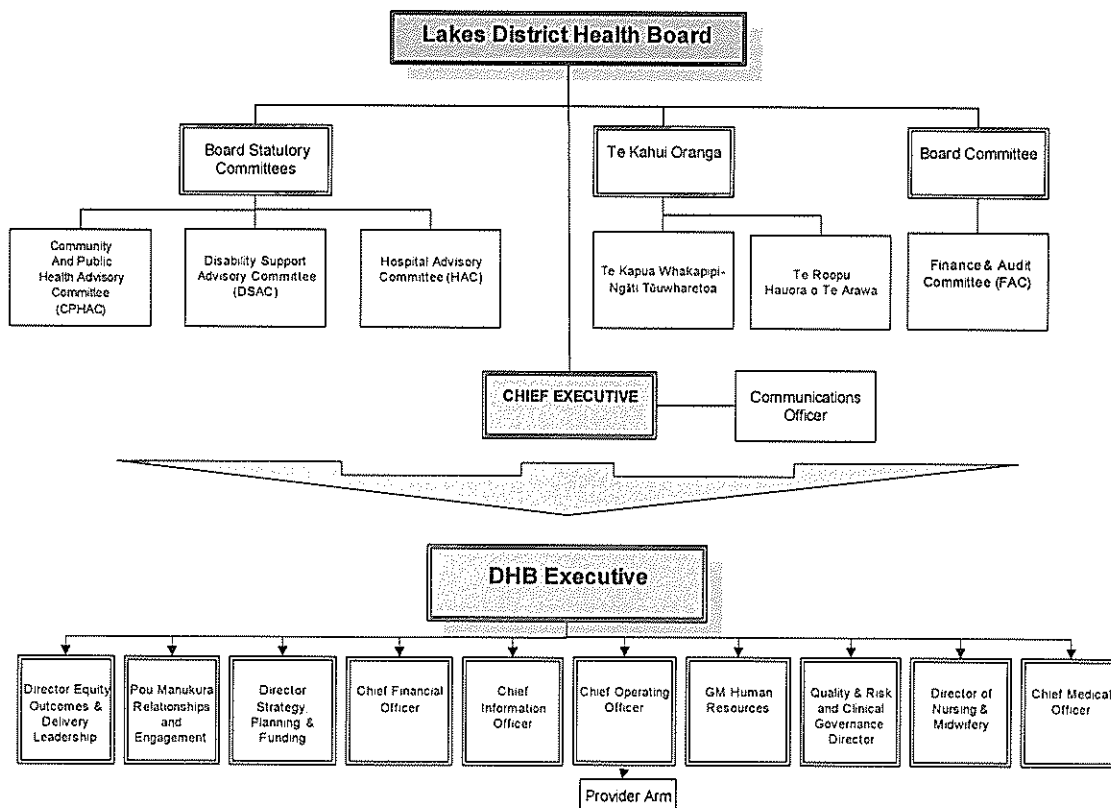 Lakes District Health Board
Board Statutory
Committees
Te Kahui Oranga
Board Committee
Community
And Public
Health Advisory
Committee
(CPHAC)
Disability Support
Advisory Committee
(DSAC)
Hospital Advisory
Committee (HAC)
Te Kapua Whakapipi-
Ngāti Tūwharetoa
Te Roopu
Hauora o Te Arawa
Finance & Audit
Committee (FAC)
CHIEF EXECUTIVE
Communications
Officer
DHB Executive
Director Equity
Outcomes &
Delivery
Leadership
Pou Manukura
Relationships
and
Engagement
Director
Strategy,
Planning &
Funding
Chief Financial
Officer
Chief
Information
Officer
Chief Operating
Officer
GM Human
Resources
Quality & Risk
and Clinical
Governance
Director
Director of
Nursing &
Midwifery
Chief Medical
Officer
Provider Arm